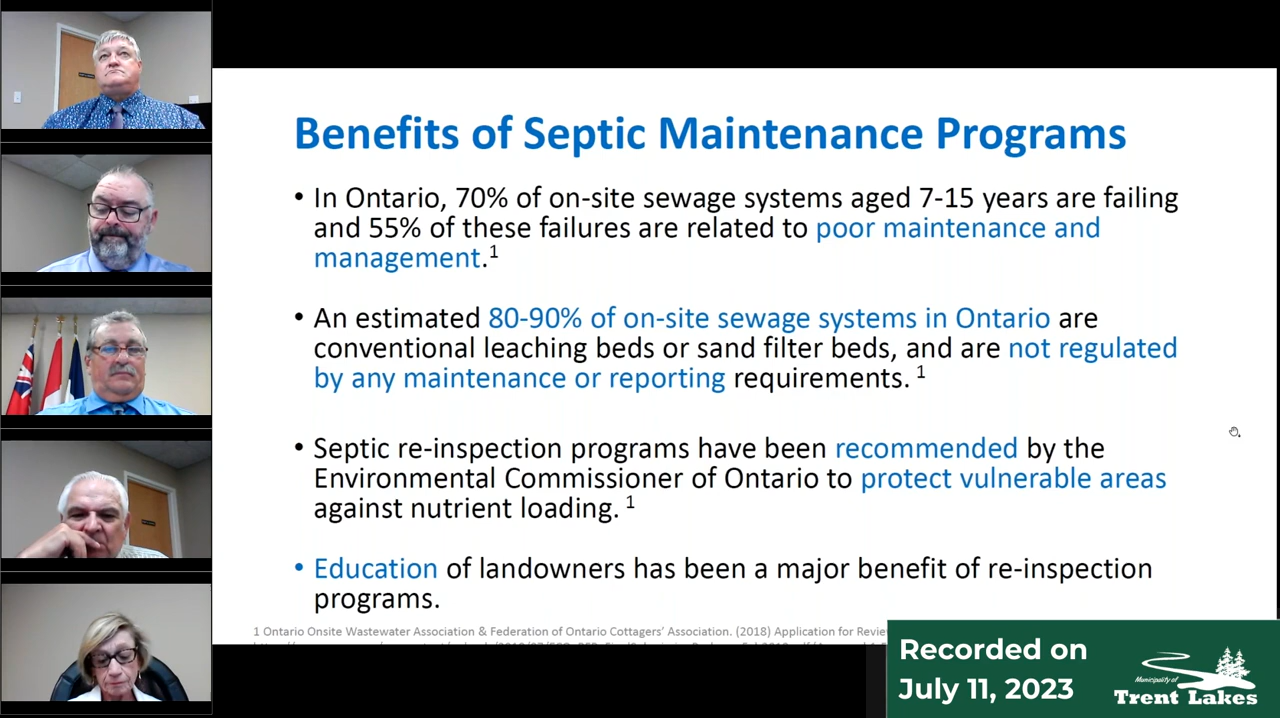 Benefits of Septic Maintenance Programs
• In Ontario, 70% of on-site sewage systems aged 7-15 years are failing
and 55% of these failures are related to poor maintenance and
management.1
• An estimated 80-90% of on-site sewage systems in Ontario are
conventional leaching beds or sand filter beds, and are not regulated
by any maintenance or reporting requirements. 1
• Septic re-inspection programs have been recommended by the
Environmental Commissioner of Ontario to protect vulnerable areas
against nutrient loading. 1
• Education of landowners has been a major benefit of re-inspection
programs.
1 Ontario Onsite Wastewater Association & Federation of Ontario Cottagers' Association. (2018) Application for
Recorded on
July 11, 2023
Municipality of
Trent Lakes